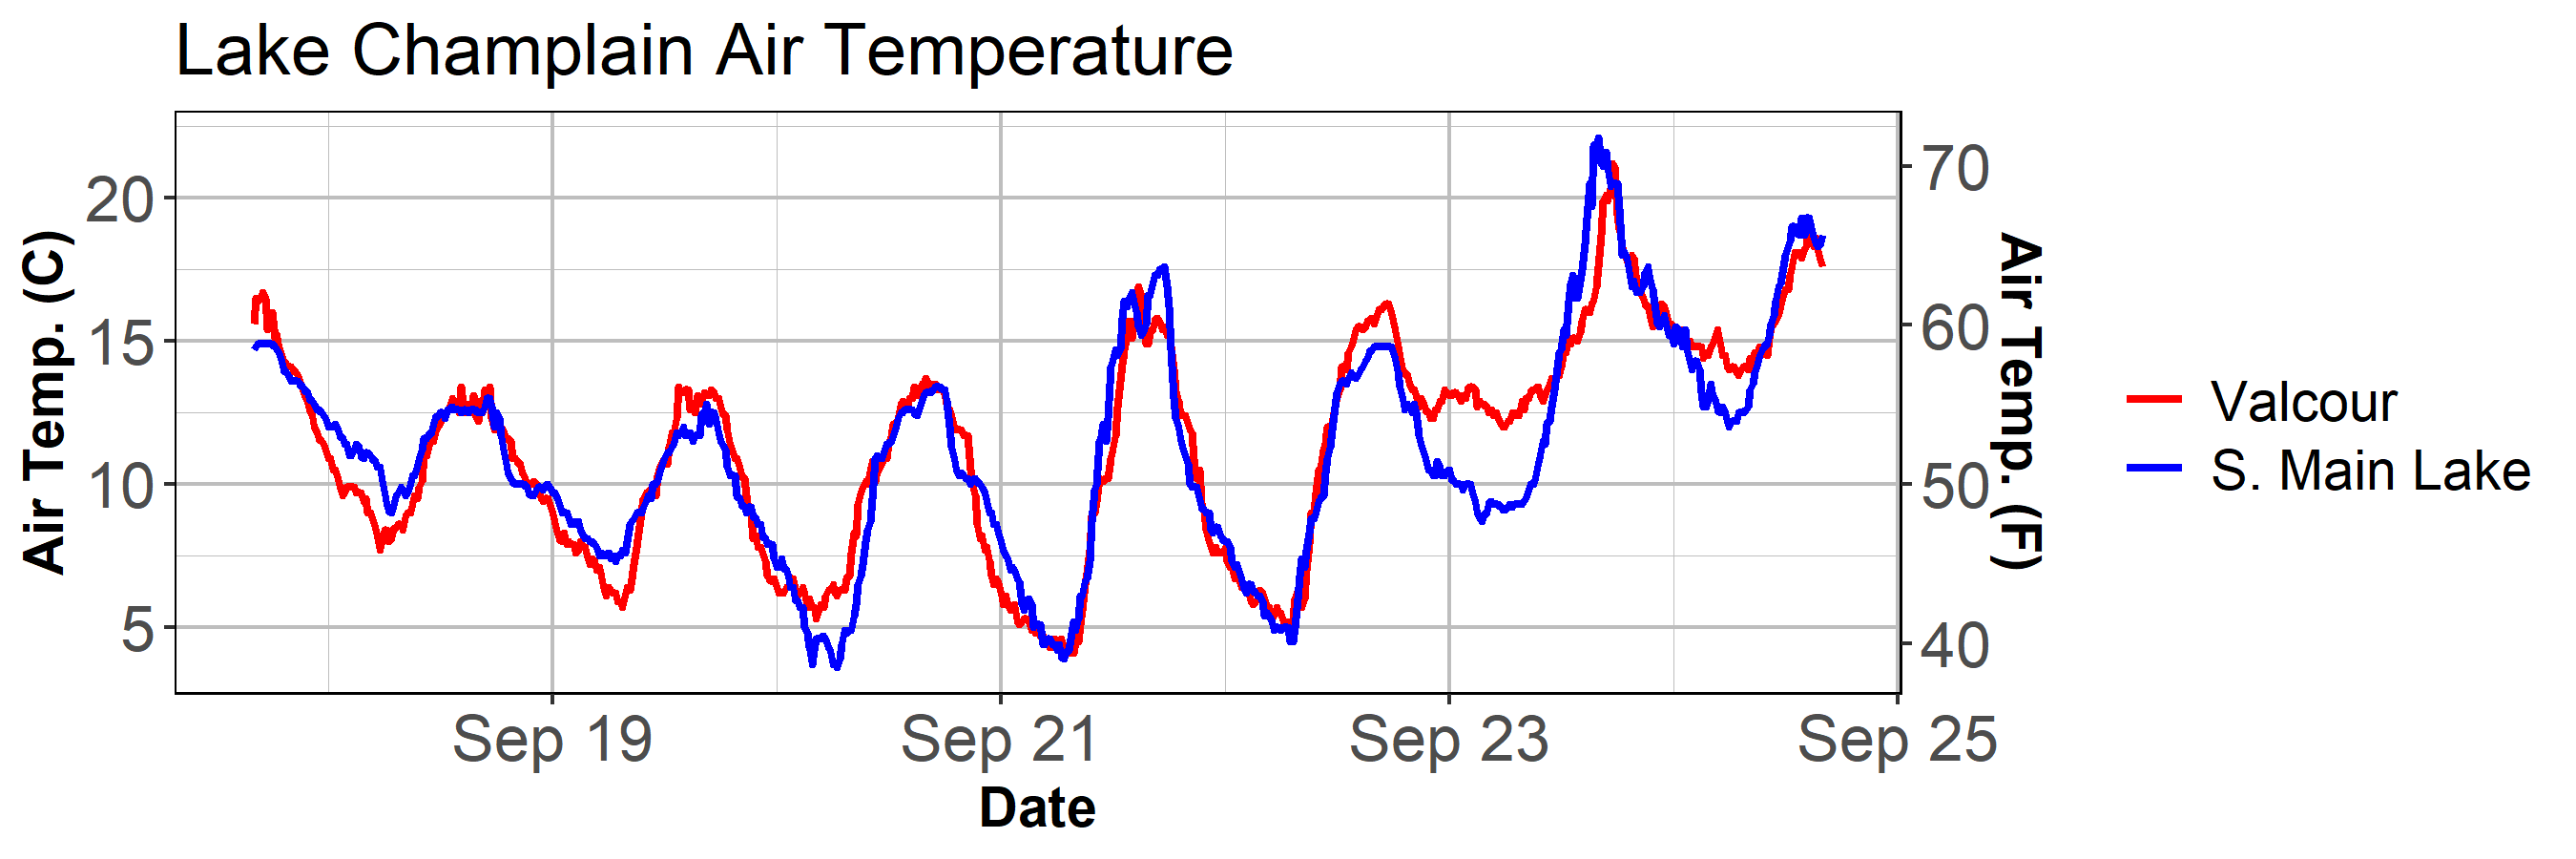 Lake Champlain Air Temperature
Air Temp. (C)
20
15
10
5
70
60
50
40
Air Temp. (F)
Sep 19
Sep 21
Sep 23
Sep 25
Date
Valcour
S. Main Lake